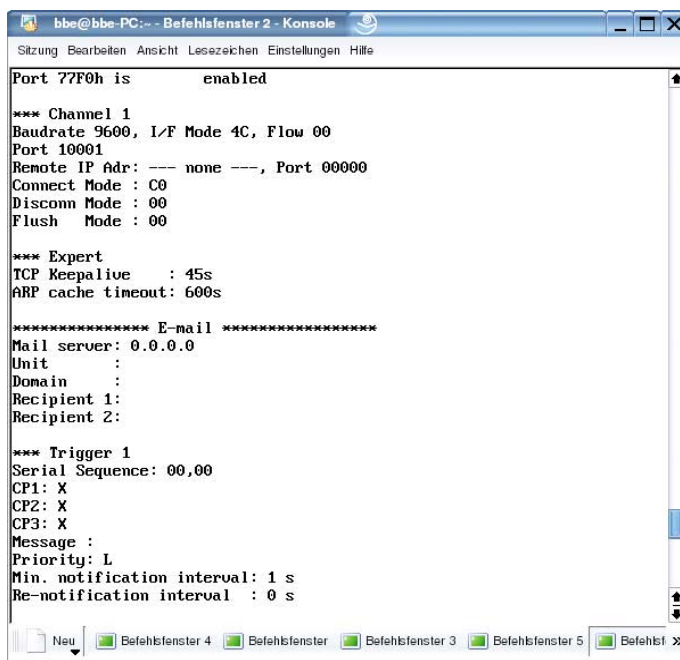 bbe@bbe-PC:~ - Befehlsfenster 2 - Konsole
Sitzung Bearbeiten Ansicht Lesezeichen Einstellungen Hilfe
Port 77F0h is enabled
*** Channel 1
Baudrate 9600, I/F Mode 4C, Flow 00
Port 10001
Remote IP Adr: --- none ---, Port 00000
Connect Mode : C0
Disconn Mode : 00
Flush Mode : 00
*** Expert
TCP Keepalive : 45s
ARP cache timeout: 600s
*************** E-mail *****************
Mail server: 0.0.0.0
Unit :
Domain :
Recipient 1:
Recipient 2:
*** Trigger 1
Serial Sequence: 00,00
CP1: X
CP2: X
CP3: X
Message :
Priority: L
Min. notification interval: 1 s
Re-notification interval : 0 s
Neu Befehlsfenster 4 Befehlsfenster Befehlsfenster 3 Befehlsfenster 5 Befehlsf »